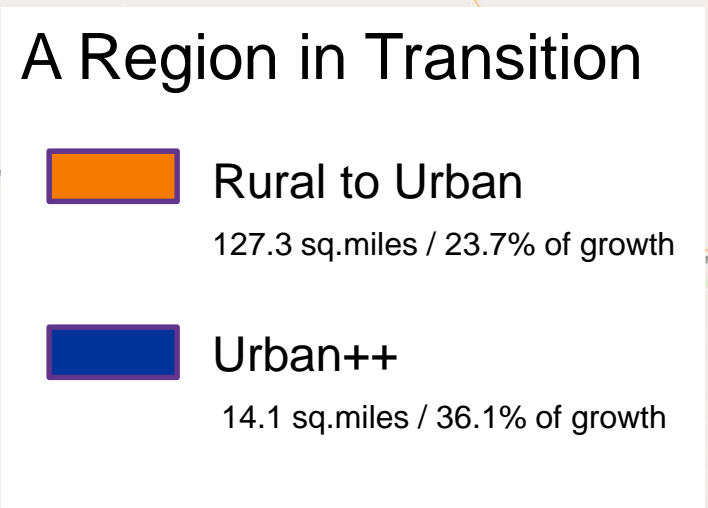 A Region in Transition
Rural to Urban
127.3 sq.miles / 23.7% of growth
Urban++
14.1 sq.miles / 36.1% of growth